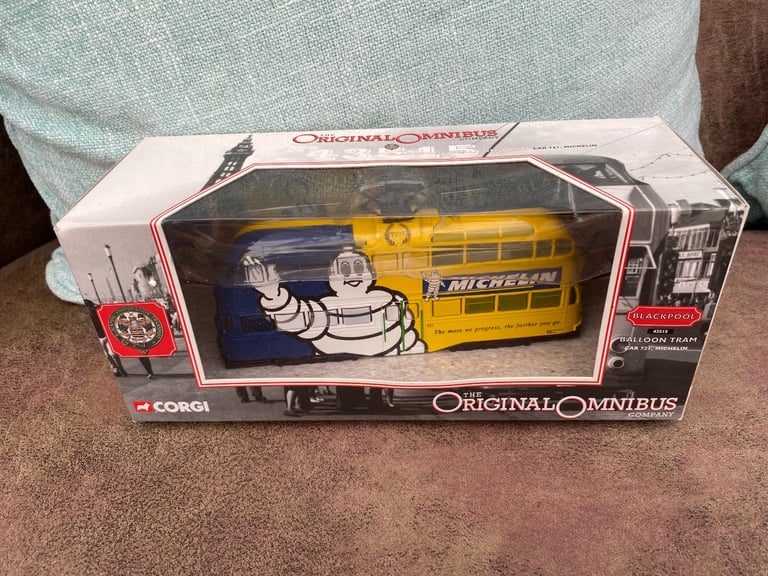 THE
ORIGINAL OMNIBUS
COMPANY
CAR 721, MICHELIN
MICHELIN
The more we progress, the further you go.
721
BLACKPOOL
42515
BALLOON TRAM
CAR 721, MICHELIN
CORGI
THE
ORIGINAL OMNIBUS
COMPANY